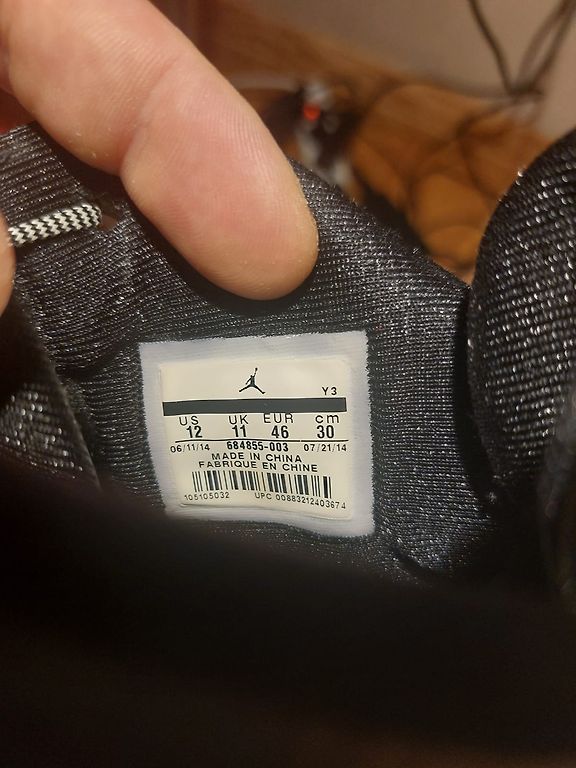 Y3
US UK EUR cm
12 11 46 30
06/11/14 684855-003 07/21/14
MADE IN CHINA
FABRIQUE EN CHINE
105105032 UPC 00883212403674